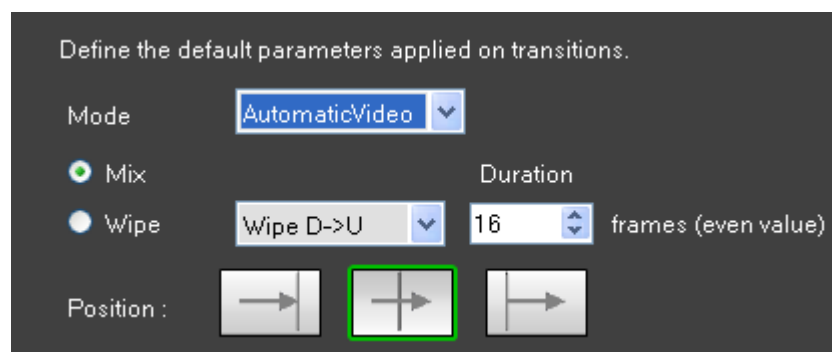 Define the default parameters applied on transitions.
Mode AutomaticVideo
Mix Duration
Wipe Wipe D->U 16 frames (even value)
Position :